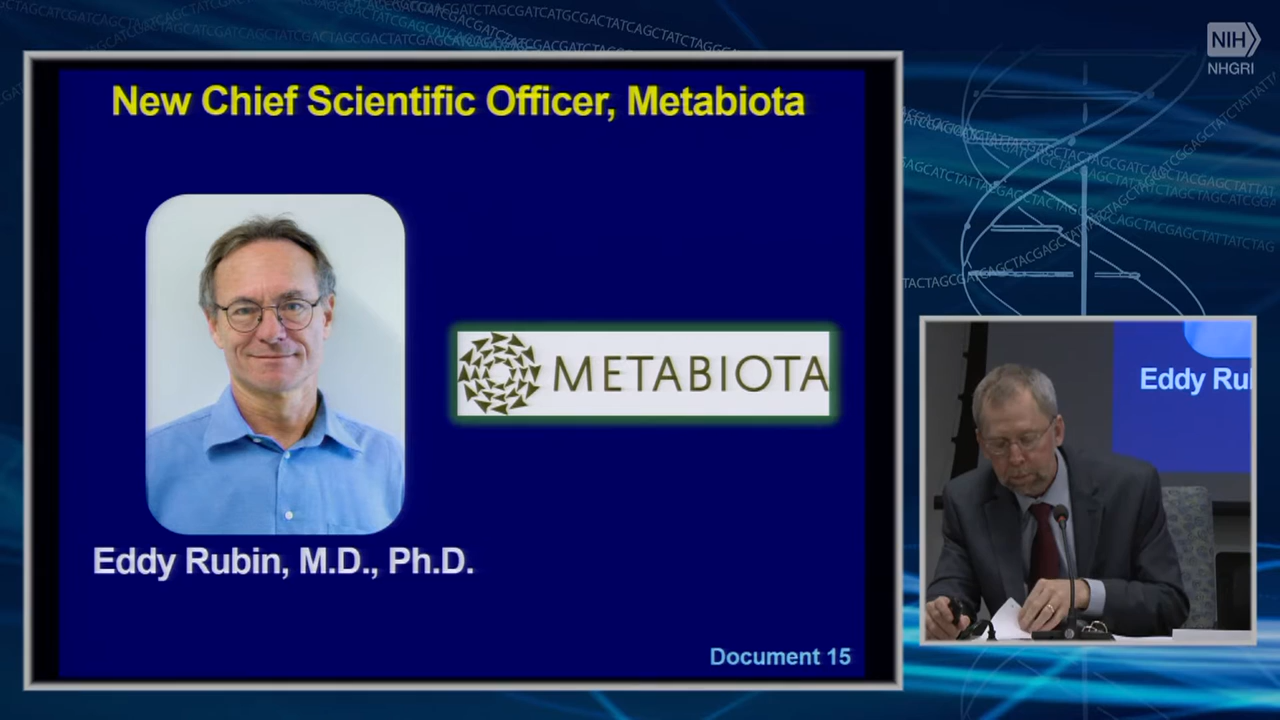 New Chief Scientific Officer, Metabiota
METABIOTA
Eddy Rubin, M.D., Ph.D.
Document 15
NIH
NHGRI
Eddy Ru